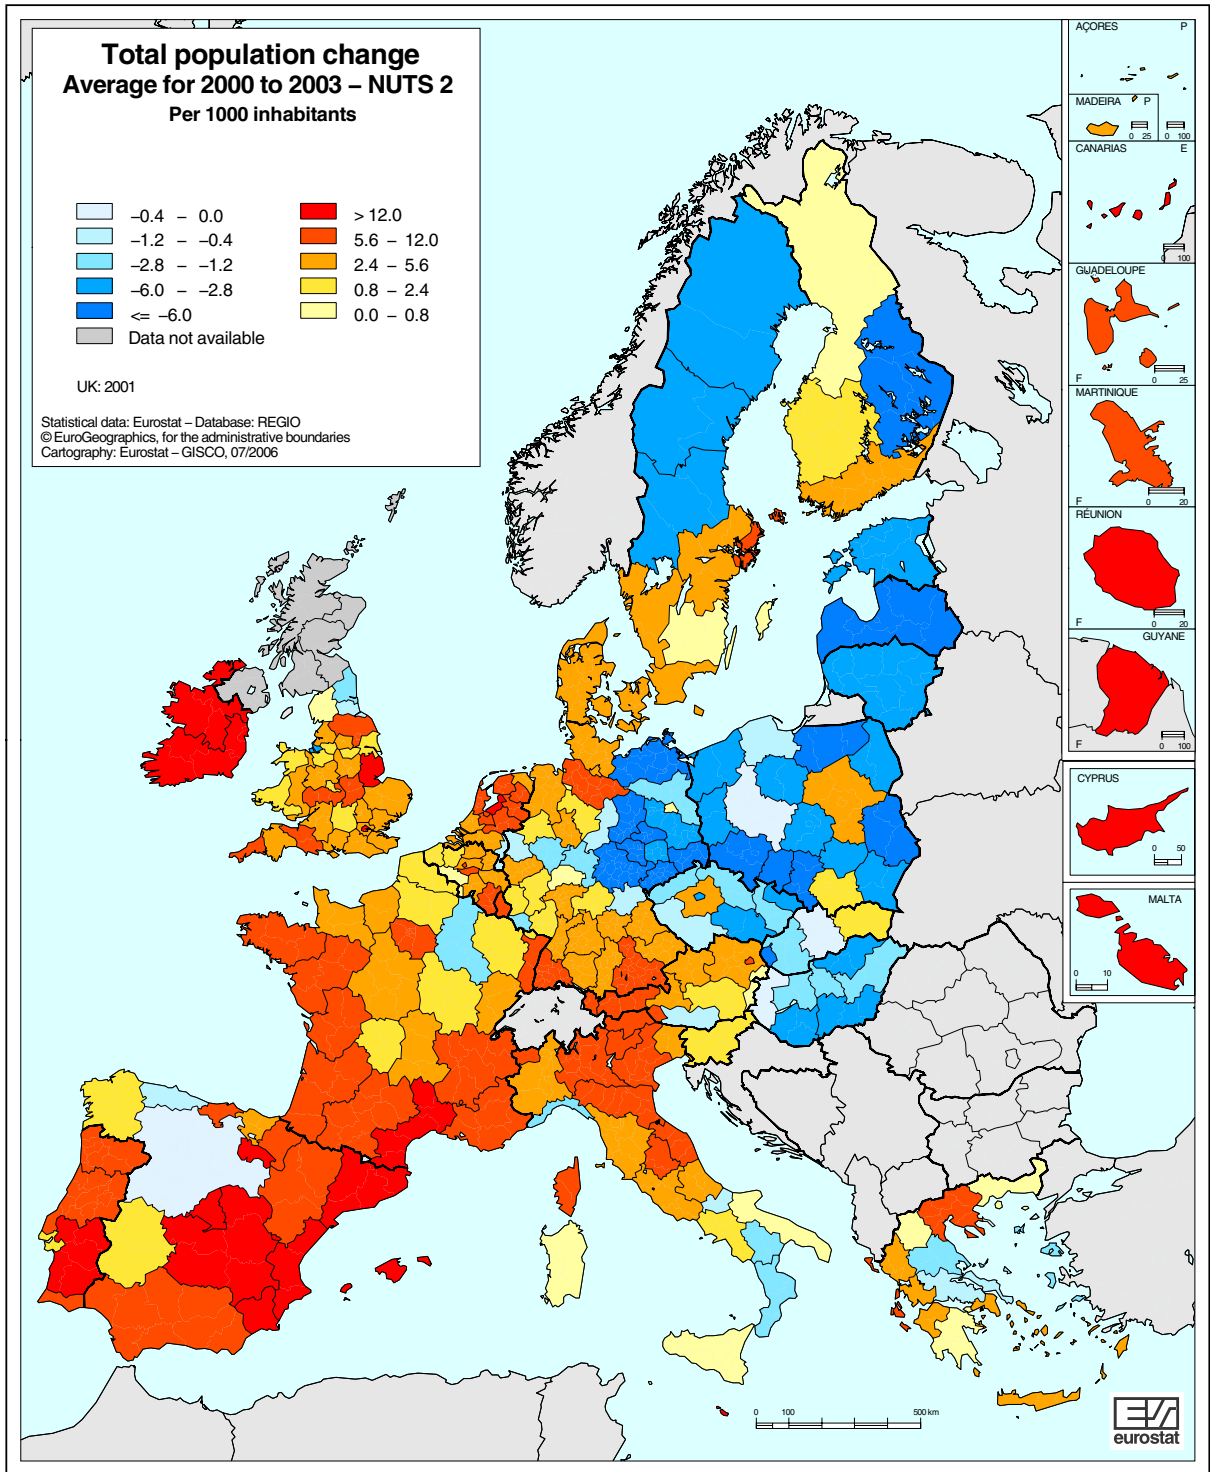 Total population change
Average for 2000 to 2003 – NUTS 2
Per 1000 inhabitants
−0.4 – 0.0
−1.2 – −0.4
−2.8 – −1.2
−6.0 – −2.8
<= −6.0
Data not available
> 12.0
5.6 – 12.0
2.4 – 5.6
0.8 – 2.4
0.0 – 0.8
UK: 2001
Statistical data: Eurostat – Database: REGIO
© EuroGeographics, for the administrative boundaries
Cartography: Eurostat – GISCO, 07/2006
AÇORES P
MADEIRA P
0 25
0 100
CANARIAS E
0 100
GUADELOUPE
F
0 25
MARTINIQUE
F
0 20
RÉUNION
F
0 20
GUYANE
F
0 100
CYPRUS
0 50
MALTA
0 10
0 100 500 km
eurostat